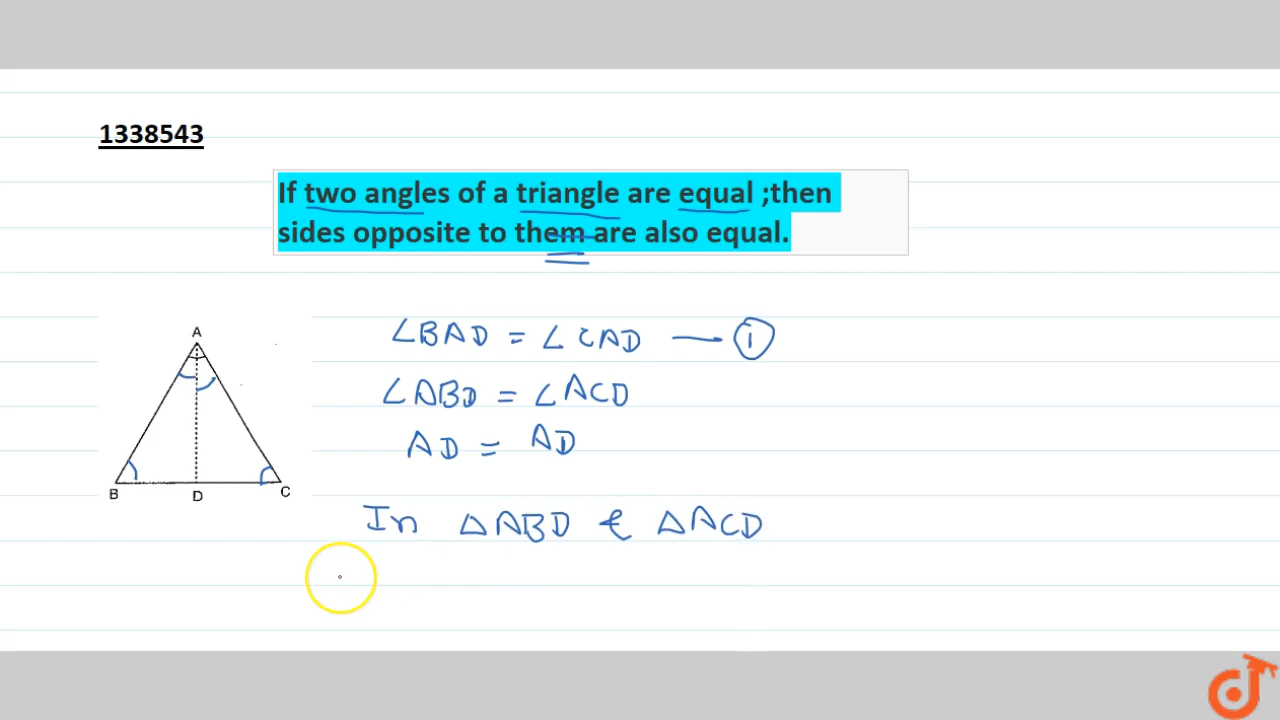 1338543
If two angles of a triangle are equal ;then
sides opposite to them are also equal.
A
B
D
C
∠BAD = ∠CAD — ①
∠ABD = ∠ACD
AD = AD
In △ABD & △ACD